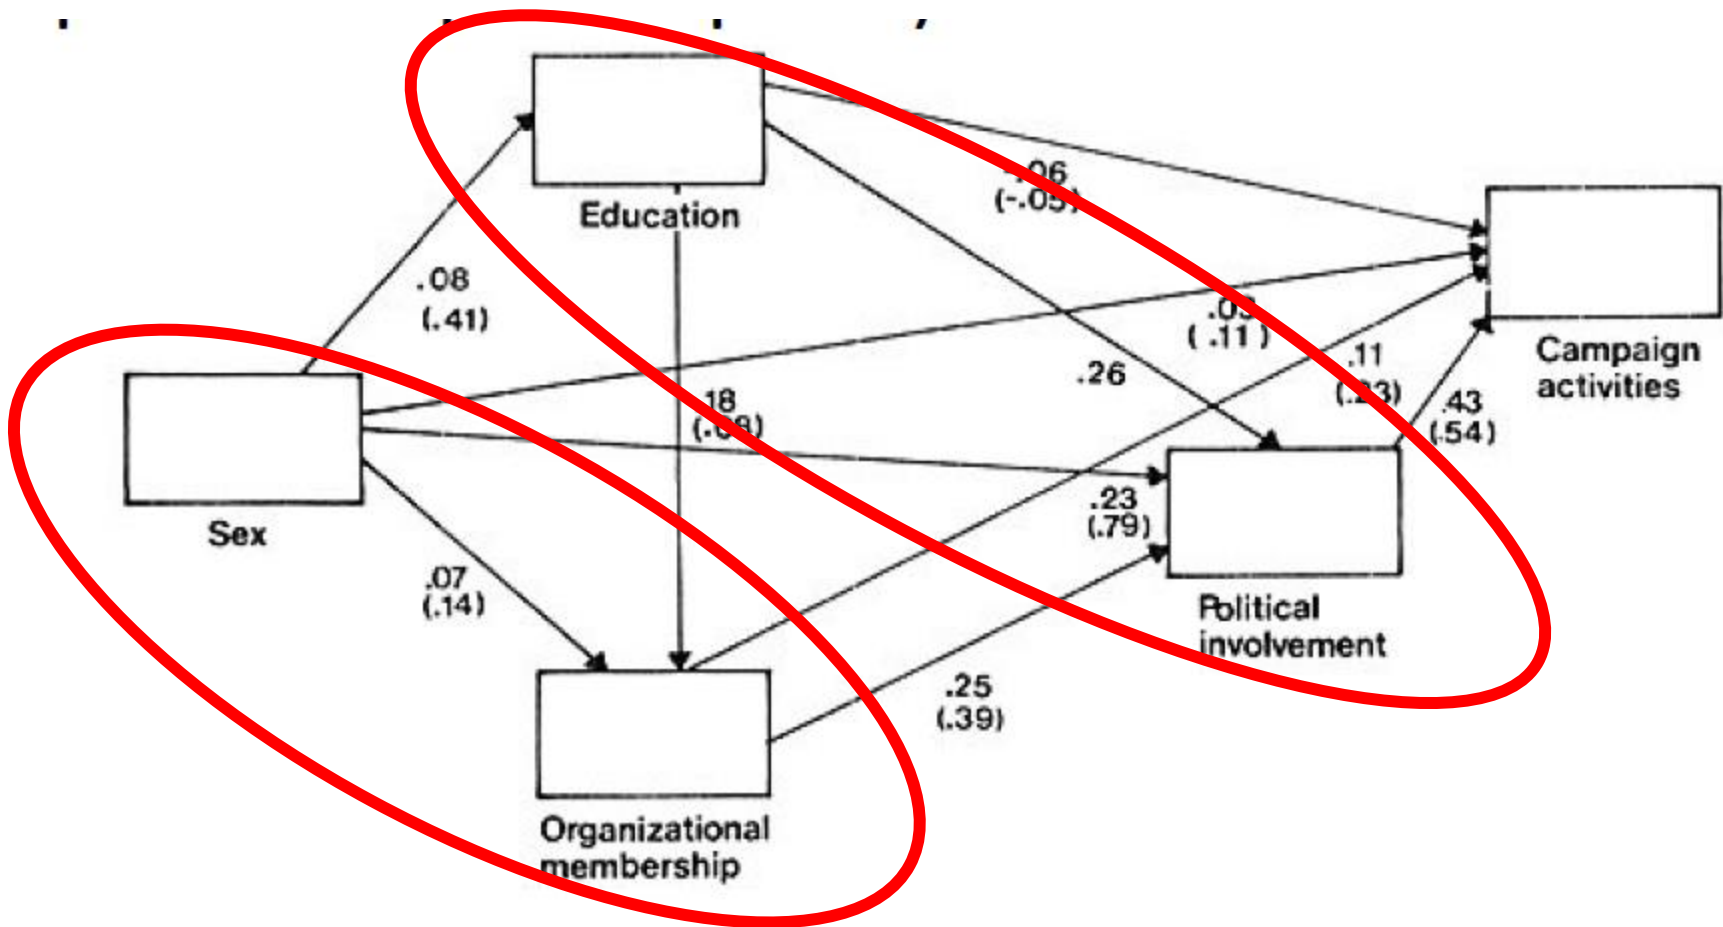 Education
.08
(.41)
-.06
(-.05)
(.11)
.26
.11
.18
.43
(.54)
Campaign
activities
Sex
.23
(.79)
.07
(.14)
Political
involvement
.25
(.39)
Organizational
membership